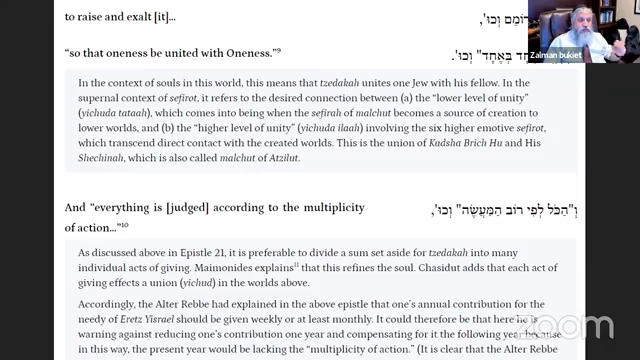 to raise and exalt [it]...
רוֹמֵם וְכוּ',
“so that oneness be united with Oneness.”⁹
בְּאֶחָד" וְכוּ'.
Zalman bukiet
In the context of souls in this world, this means that tzedakah unites one Jew with his fellow. In the
supernal context of sefirot, it refers to the desired connection between (a) the “lower level of unity”
(yichuda tataah), which comes into being when the sefirah of malchut becomes a source of creation to
lower worlds, and (b) the “higher level of unity” (yichuda ilaah) involving the six higher emotive sefirot,
which transcend direct contact with the created worlds. This is the union of Kudsha Brich Hu and His
Shechinah, which is also called malchut of Atzilut.
And “everything is [judged] according to the multiplicity
of action...”¹⁰
וְ"הַכֹּל לְפִי רוֹב הַמַּעֲשֶׂה" וְכוּ',
As discussed above in Epistle 21, it is preferable to divide a sum set aside for tzedakah into many
individual acts of giving. Maimonides explains¹¹ that this refines the soul. Chasidut adds that each act
of giving effects a union (yichud) in the worlds above.
Accordingly, the Alter Rebbe had explained in the above epistle that one’s annual contribution for the
needy of Eretz Yisrael should be given weekly or at least monthly. It could therefore be that here he is
warning against reducing one’s contribution one year and compensating for it the following year because
in this way, the present year would be lacking the “multiplicity of action.” (It is clear that the Alter Rebbe
zoom